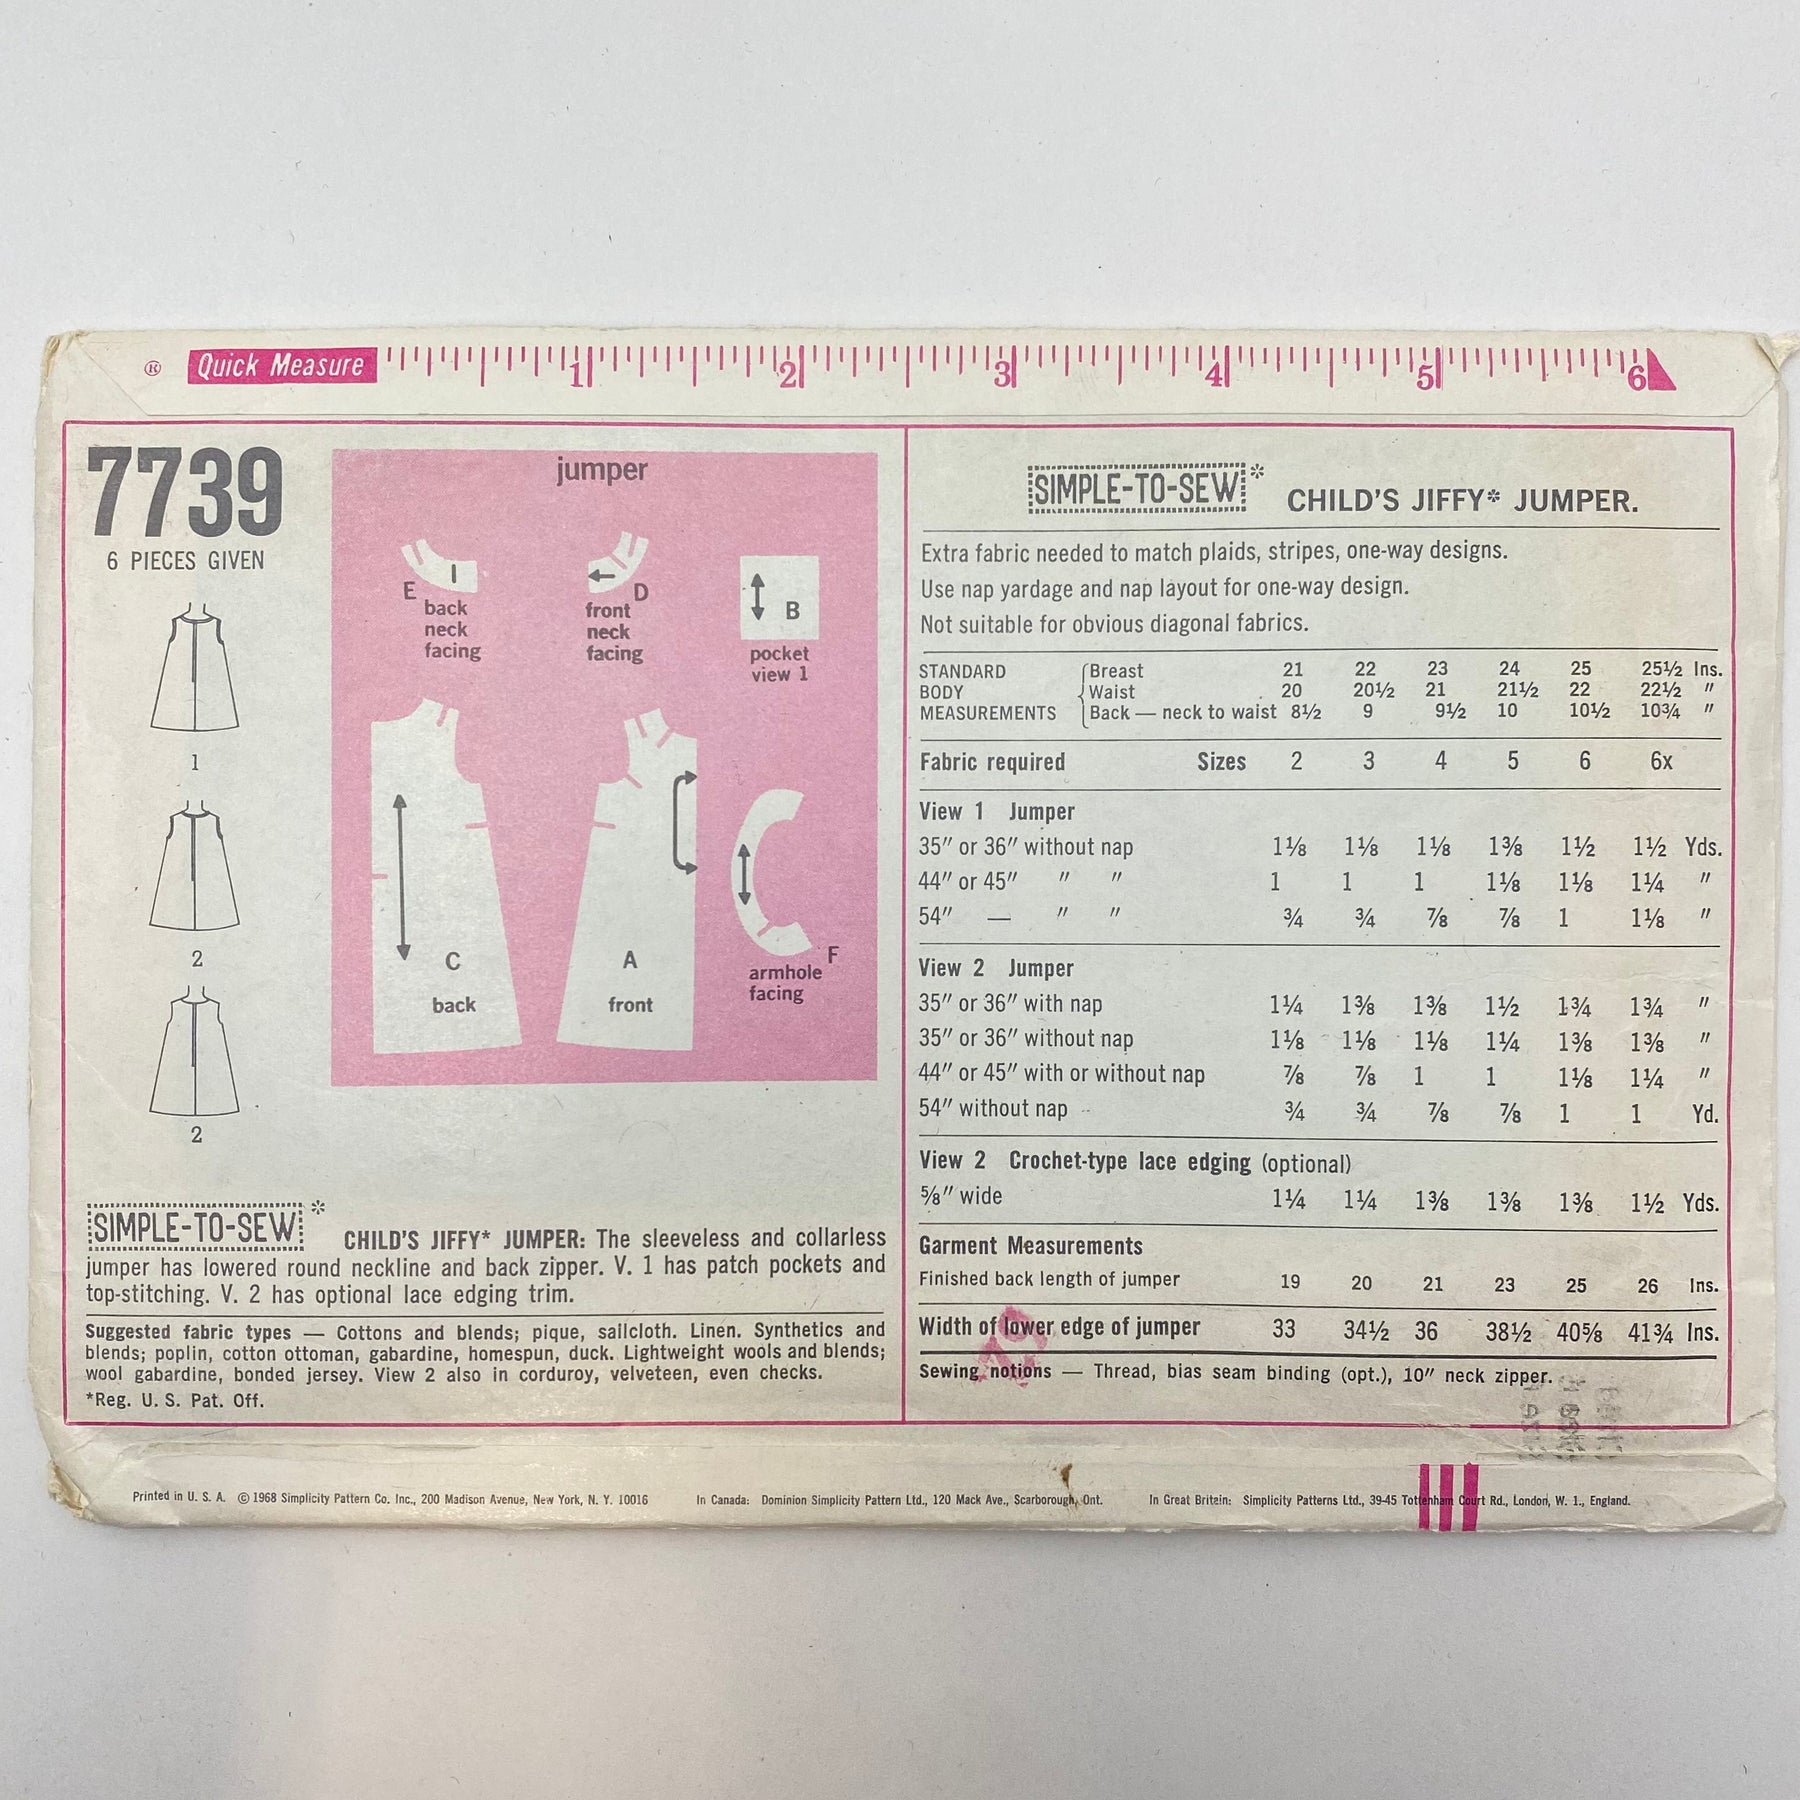 ® Quick Measure 1 2 3 4 5 6
7739
6 PIECES GIVEN
1
2
2
jumper
E
back
neck
facing
D
front
neck
facing
B
pocket
view 1
C
back
A
front
F
armhole
facing
SIMPLE-TO-SEW* CHILD'S JIFFY* JUMPER: The sleeveless and collarless
jumper has lowered round neckline and back zipper. V. 1 has patch pockets and
top-stitching. V. 2 has optional lace edging trim.
Suggested fabric types — Cottons and blends; pique, sailcloth. Linen. Synthetics and
blends; poplin, cotton ottoman, gabardine, homespun, duck. Lightweight wools and blends;
wool gabardine, bonded jersey. View 2 also in corduroy, velveteen, even checks.
*Reg. U. S. Pat. Off.
SIMPLE-TO-SEW* CHILD'S JIFFY* JUMPER.
Extra fabric needed to match plaids, stripes, one-way designs.
Use nap yardage and nap layout for one-way design.
Not suitable for obvious diagonal fabrics.
STANDARD Breast 21 22 23 24 25 25½ Ins.
BODY Waist 20 20½ 21 21½ 22 22½ "
MEASUREMENTS Back — neck to waist 8½ 9 9½ 10 10½ 10¾ "
Fabric required Sizes 2 3 4 5 6 6x
View 1 Jumper
35" or 36" without nap 1⅛ 1⅛ 1⅛ 1⅜ 1½ 1½ Yds.
44" or 45" " " 1 1 1 1⅛ 1⅛ 1¼ "
54" — " " ¾ ¾ ⅞ ⅞ 1 1⅛ "
View 2 Jumper
35" or 36" with nap 1¼ 1⅜ 1⅜ 1½ 1¾ 1¾ "
35" or 36" without nap 1⅛ 1⅛ 1⅛ 1¼ 1⅜ 1⅜ "
44" or 45" with or without nap ⅞ ⅞ 1 1 1⅛ 1¼ "
54" without nap ¾ ¾ ⅞ ⅞ 1 1 Yd.
View 2 Crochet-type lace edging (optional)
⅝" wide 1¼ 1¼ 1⅜ 1⅜ 1⅜ 1½ Yds.
Garment Measurements
Finished back length of jumper 19 20 21 23 25 26 Ins.
Width of lower edge of jumper 33 34½ 36 38½ 40⅝ 41¾ Ins.
Sewing notions — Thread, bias seam binding (opt.), 10" neck zipper.
Printed in U. S. A. © 1968 Simplicity Pattern Co. Inc., 200 Madison Avenue, New York, N. Y. 10016 In Canada: Dominion Simplicity Pattern Ltd., 120 Mack Ave., Scarborough, Ont. In Great Britain: Simplicity Patterns Ltd., 39-45 Tottenham Court Rd., London, W. 1., England.